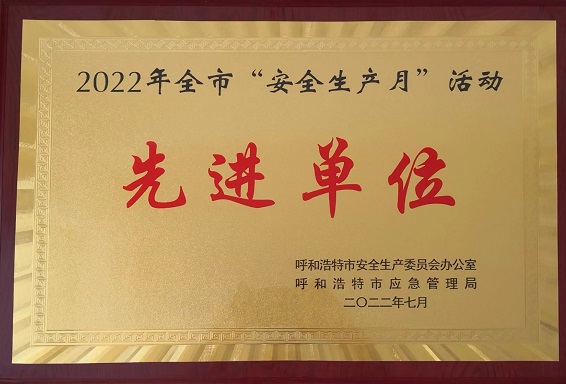 2022年全市“安全生产月”活动
先进单位
呼和浩特市安全生产委员会办公室
呼和浩特市应急管理局
二〇二二年七月